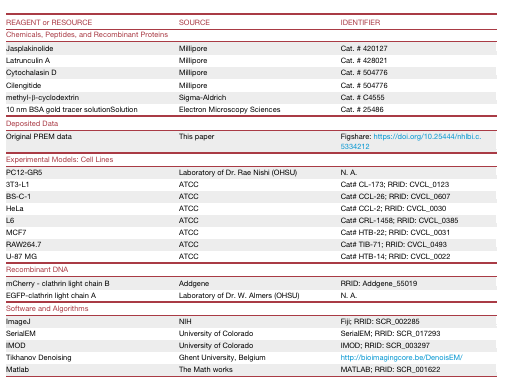 REAGENT or RESOURCE SOURCE IDENTIFIER
Chemicals, Peptides, and Recombinant Proteins
Jasplakinolide Millipore Cat. # 420127
Latrunculin A Millipore Cat. # 428021
Cytochalasin D Millipore Cat. # 504776
Cilengitide Millipore Cat. # 504776
methyl-β-cyclodextrin Sigma-Aldrich Cat. # C4555
10 nm BSA gold tracer solutionSolution Electron Microscopy Sciences Cat. # 25486
Deposited Data
Original PREM data This paper Figshare: https://doi.org/10.25444/nhlbi.c.
5334212
Experimental Models: Cell Lines
PC12-GR5 Laboratory of Dr. Rae Nishi (OHSU) N. A.
3T3-L1 ATCC Cat# CL-173; RRID: CVCL_0123
BS-C-1 ATCC Cat# CCL-26; RRID: CVCL_0607
HeLa ATCC Cat# CCL-2; RRID: CVCL_0030
L6 ATCC Cat# CRL-1458; RRID: CVCL_0385
MCF7 ATCC Cat# HTB-22; RRID: CVCL_0031
RAW264.7 ATCC Cat# TIB-71; RRID: CVCL_0493
U-87 MG ATCC Cat# HTB-14; RRID: CVCL_0022
Recombinant DNA
mCherry - clathrin light chain B Addgene RRID: Addgene_55019
EGFP-clathrin light chain A Laboratory of Dr. W. Almers (OHSU) N. A.
Software and Algorithms
ImageJ NIH Fiji; RRID: SCR_002285
SerialEM University of Colorado SerialEM; RRID: SCR_017293
IMOD University of Colorado IMOD; RRID: SCR_003297
Tikhanov Denoising Ghent University, Belgium http://bioimagingcore.be/DenoisEM/
Matlab The Math works MATLAB; RRID: SCR_001622